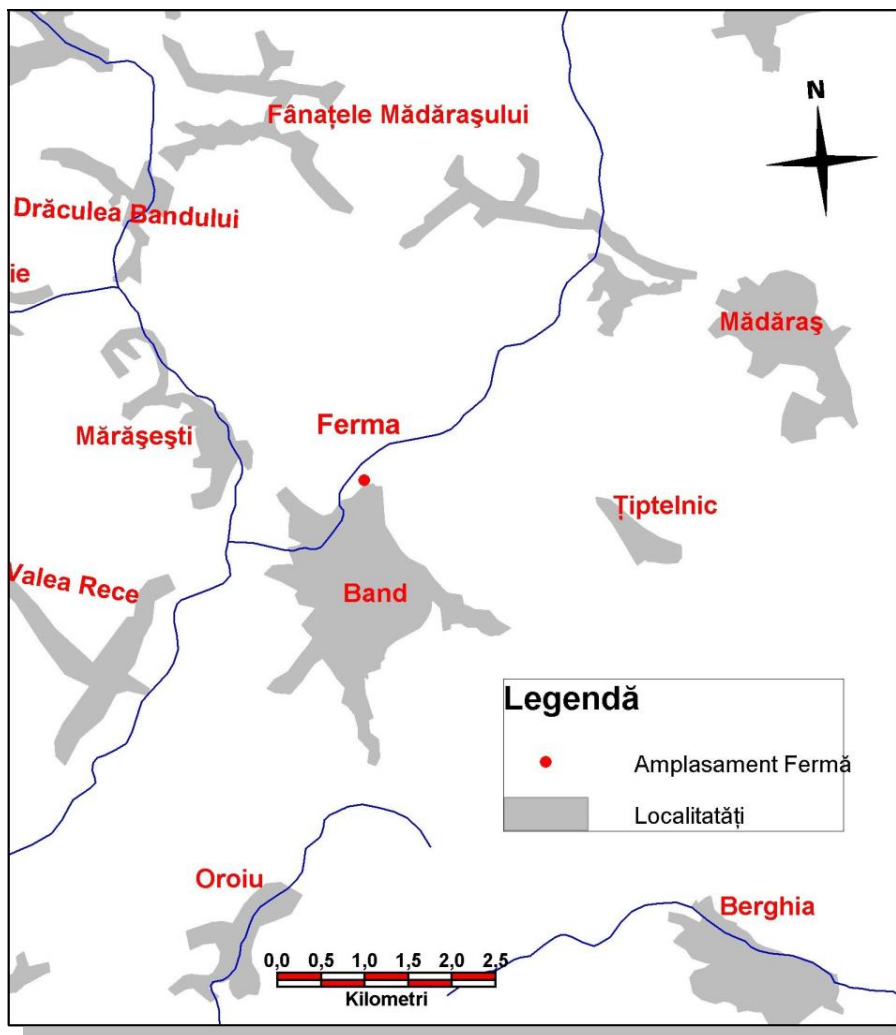 N
Fânațele Mădărașului
Drăculea Bandului
ie
Mădăraș
Ferma
Mărășești
Țiptelnic
Valea Rece
Band
Legendă
Amplasament Fermă
Localitatăți
Oroiu
Berghia
0,0 0,5 1,0 1,5 2,0 2,5
Kilometri